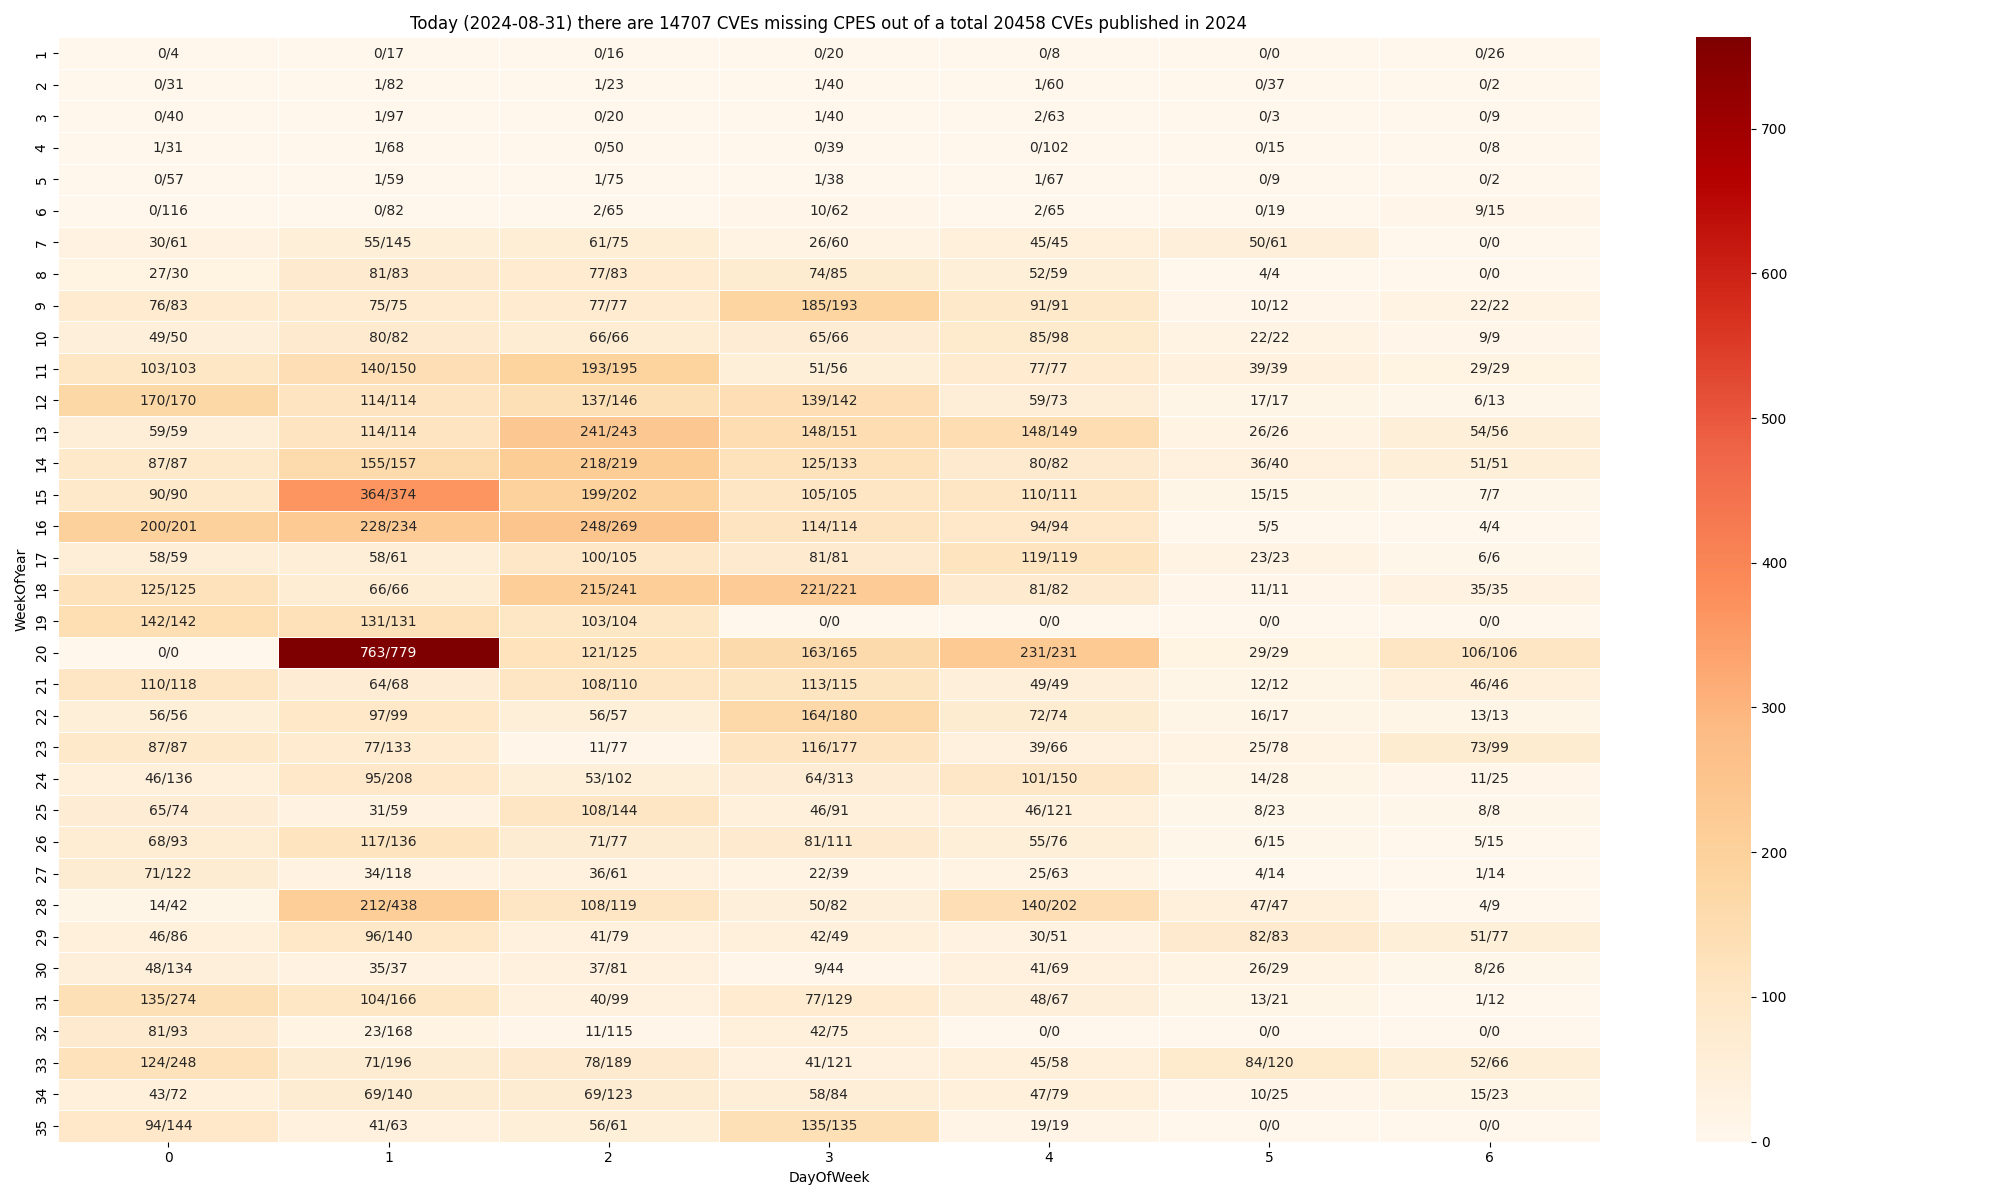 Today (2024-08-31) there are 14707 CVEs missing CPES out of a total 20458 CVEs published in 2024
1 0/4 0/17 0/16 0/20 0/8 0/0 0/26
2 0/31 1/82 1/23 1/40 1/60 0/37 0/2
3 0/40 1/97 0/20 1/40 2/63 0/3 0/9
4 1/31 1/68 0/50 0/39 0/102 0/15 0/8
5 0/57 1/59 1/75 1/38 1/67 0/9 0/2
6 0/116 0/82 2/65 10/62 2/65 0/19 9/15
7 30/61 55/145 61/75 26/60 45/45 50/61 0/0
8 27/30 81/83 77/83 74/85 52/59 4/4 0/0
9 76/83 75/75 77/77 185/193 91/91 10/12 22/22
10 49/50 80/82 66/66 65/66 85/98 22/22 9/9
11 103/103 140/150 193/195 51/56 77/77 39/39 29/29
12 170/170 114/114 137/146 139/142 59/73 17/17 6/13
13 59/59 114/114 241/243 148/151 148/149 26/26 54/56
14 87/87 155/157 218/219 125/133 80/82 36/40 51/51
15 90/90 364/374 199/202 105/105 110/111 15/15 7/7
16 200/201 228/234 248/269 114/114 94/94 5/5 4/4
17 58/59 58/61 100/105 81/81 119/119 23/23 6/6
18 125/125 66/66 215/241 221/221 81/82 11/11 35/35
19 142/142 131/131 103/104 0/0 0/0 0/0 0/0
20 0/0 763/779 121/125 163/165 231/231 29/29 106/106
21 110/118 64/68 108/110 113/115 49/49 12/12 46/46
22 56/56 97/99 56/57 164/180 72/74 16/17 13/13
23 87/87 77/133 11/77 116/177 39/66 25/78 73/99
24 46/136 95/208 53/102 64/313 101/150 14/28 11/25
25 65/74 31/59 108/144 46/91 46/121 8/23 8/8
26 68/93 117/136 71/77 81/111 55/76 6/15 5/15
27 71/122 34/118 36/61 22/39 25/63 4/14 1/14
28 14/42 212/438 108/119 50/82 140/202 47/47 4/9
29 46/86 96/140 41/79 42/49 30/51 82/83 51/77
30 48/134 35/37 37/81 9/44 41/69 26/29 8/26
31 135/274 104/166 40/99 77/129 48/67 13/21 1/12
32 81/93 23/168 11/115 42/75 0/0 0/0 0/0
33 124/248 71/196 78/189 41/121 45/58 84/120 52/66
34 43/72 69/140 69/123 58/84 47/79 10/25 15/23
35 94/144 41/63 56/61 135/135 19/19 0/0 0/0
0 1 2 3 4 5 6
DayOfWeek
WeekOfYear
700
600
500
400
300
200
100
0